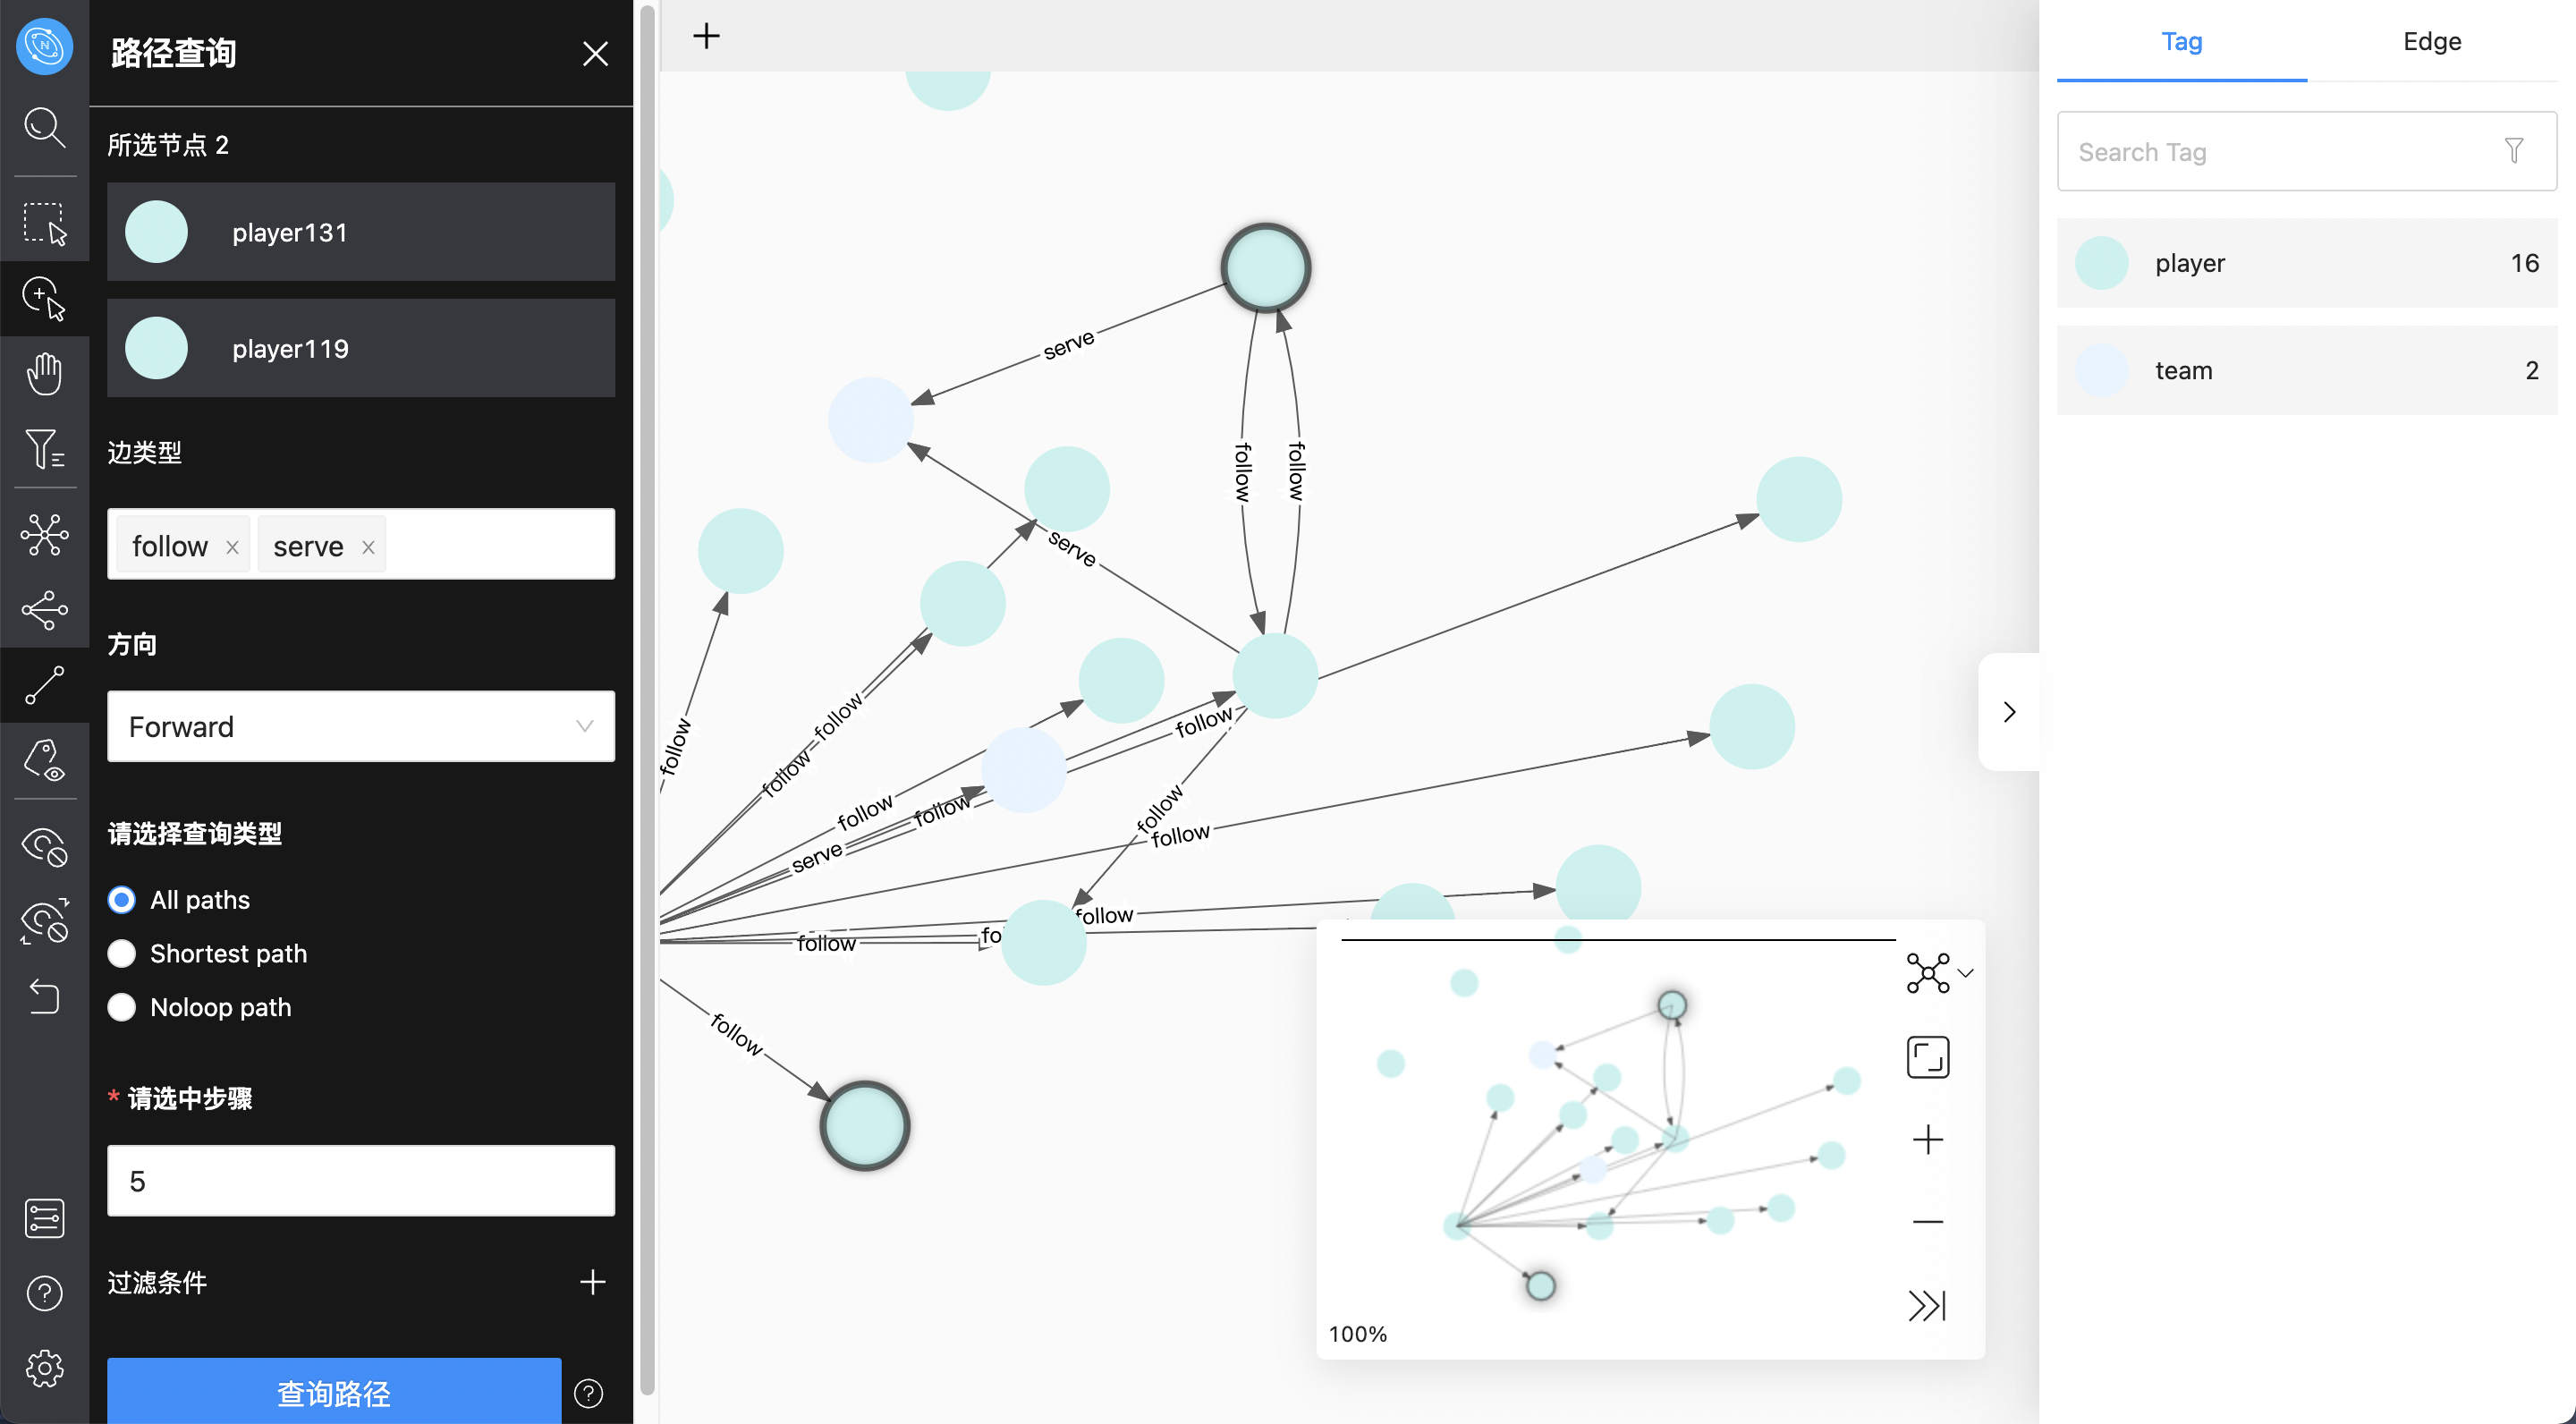 路径查询
所选节点 2
player131
player119
边类型
follow
serve
方向
Forward
请选择查询类型
All paths
Shortest path
Noloop path
* 请选中步骤
5
过滤条件
查询路径
serve
follow
follow
serve
follow
follow
follow
follow
follow
follow
serve
follow
follow
follow
follow
fo
follow
100%
Tag
Edge
Search Tag
player
16
team
2